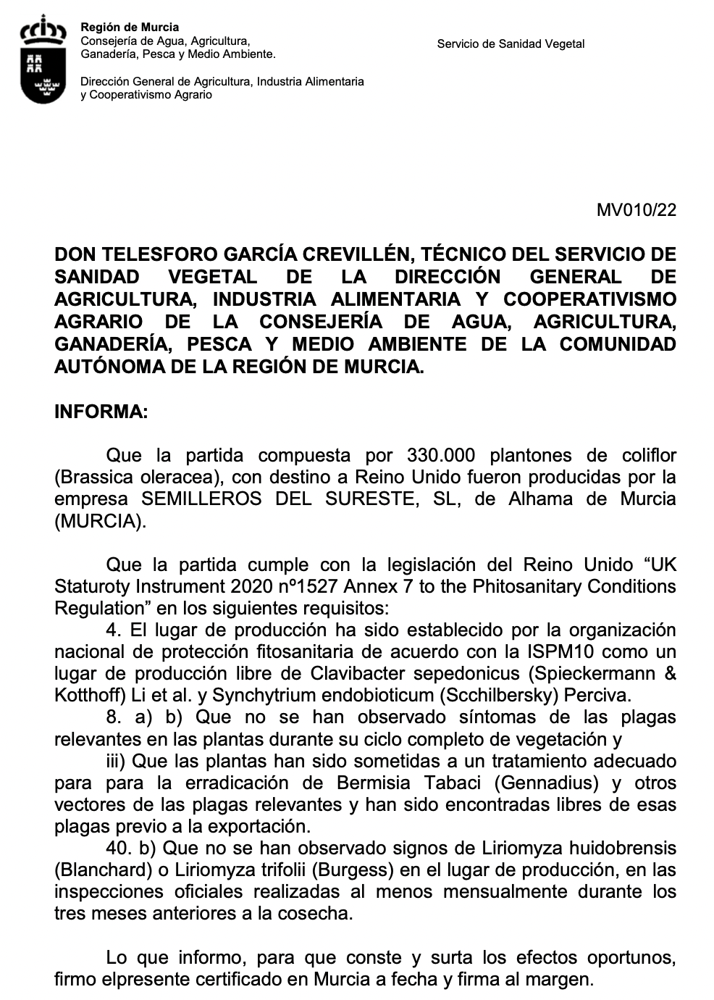 Región de Murcia
Consejería de Agua, Agricultura,
Ganadería, Pesca y Medio Ambiente.
Dirección General de Agricultura, Industria Alimentaria
y Cooperativismo Agrario
Servicio de Sanidad Vegetal
MV010/22
DON TELESFORO GARCÍA CREVILLÉN, TÉCNICO DEL SERVICIO DE
SANIDAD VEGETAL DE LA DIRECCIÓN GENERAL DE
AGRICULTURA, INDUSTRIA ALIMENTARIA Y COOPERATIVISMO
AGRARIO DE LA CONSEJERÍA DE AGUA, AGRICULTURA,
GANADERÍA, PESCA Y MEDIO AMBIENTE DE LA COMUNIDAD
AUTÓNOMA DE LA REGIÓN DE MURCIA.
INFORMA:
Que la partida compuesta por 330.000 plantones de coliflor
(Brassica oleracea), con destino a Reino Unido fueron producidas por la
empresa SEMILLEROS DEL SURESTE, SL, de Alhama de Murcia
(MURCIA).
Que la partida cumple con la legislación del Reino Unido “UK
Staturoty Instrument 2020 nº1527 Annex 7 to the Phitosanitary Conditions
Regulation” en los siguientes requisitos:
4. El lugar de producción ha sido establecido por la organización
nacional de protección fitosanitaria de acuerdo con la ISPM10 como un
lugar de producción libre de Clavibacter sepedonicus (Spieckermann &
Kotthoff) Li et al. y Synchytrium endobioticum (Scchilbersky) Perciva.
8. a) b) Que no se han observado síntomas de las plagas
relevantes en las plantas durante su ciclo completo de vegetación y
iii) Que las plantas han sido sometidas a un tratamiento adecuado
para para la erradicación de Bermisia Tabaci (Gennadius) y otros
vectores de las plagas relevantes y han sido encontradas libres de esas
plagas previo a la exportación.
40. b) Que no se han observado signos de Liriomyza huidobrensis
(Blanchard) o Liriomyza trifolii (Burgess) en el lugar de producción, en las
inspecciones oficiales realizadas al menos mensualmente durante los
tres meses anteriores a la cosecha.
Lo que informo, para que conste y surta los efectos oportunos,
firmo elpresente certificado en Murcia a fecha y firma al margen.